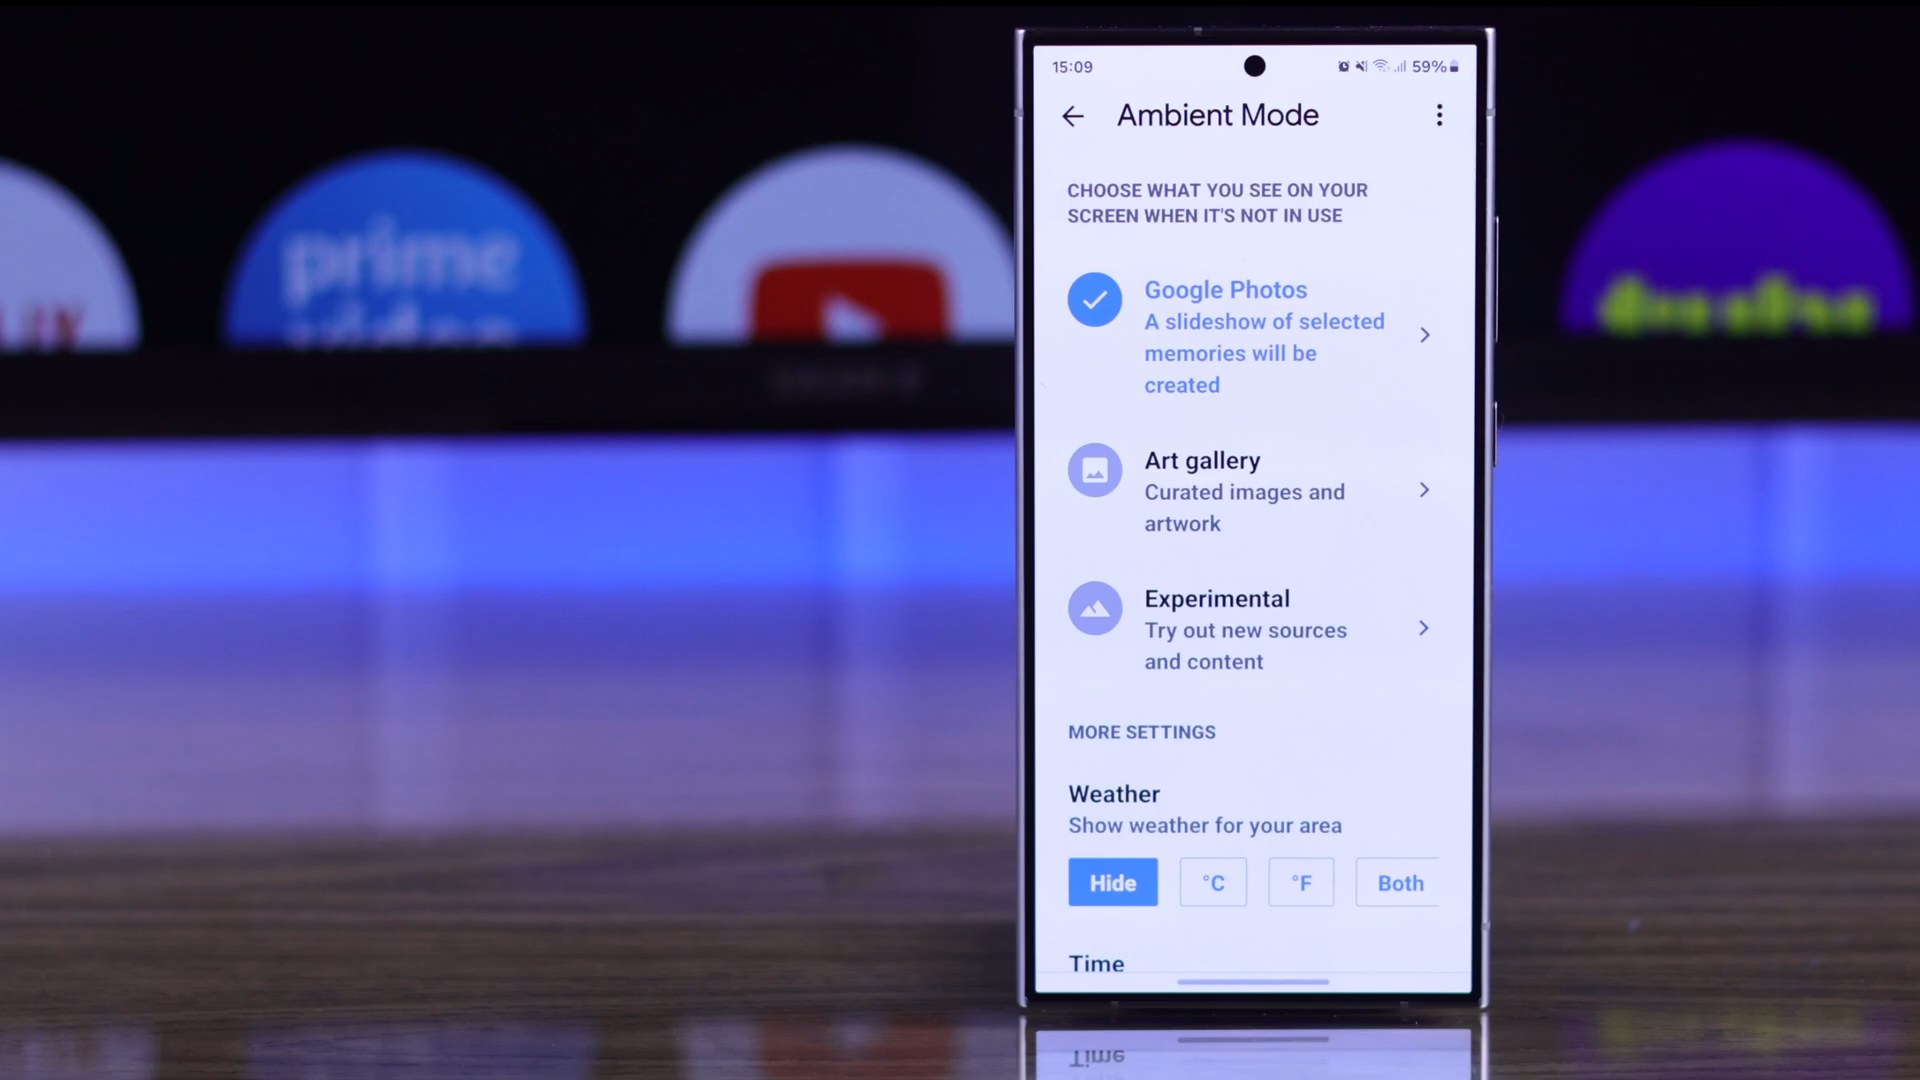 prime
video
15:09
59%
Ambient Mode
CHOOSE WHAT YOU SEE ON YOUR
SCREEN WHEN IT'S NOT IN USE
Google Photos
A slideshow of selected
memories will be
created
Art gallery
Curated images and
artwork
Experimental
Try out new sources
and content
MORE SETTINGS
Weather
Show weather for your area
Hide
°C
°F
Both
Time
Time